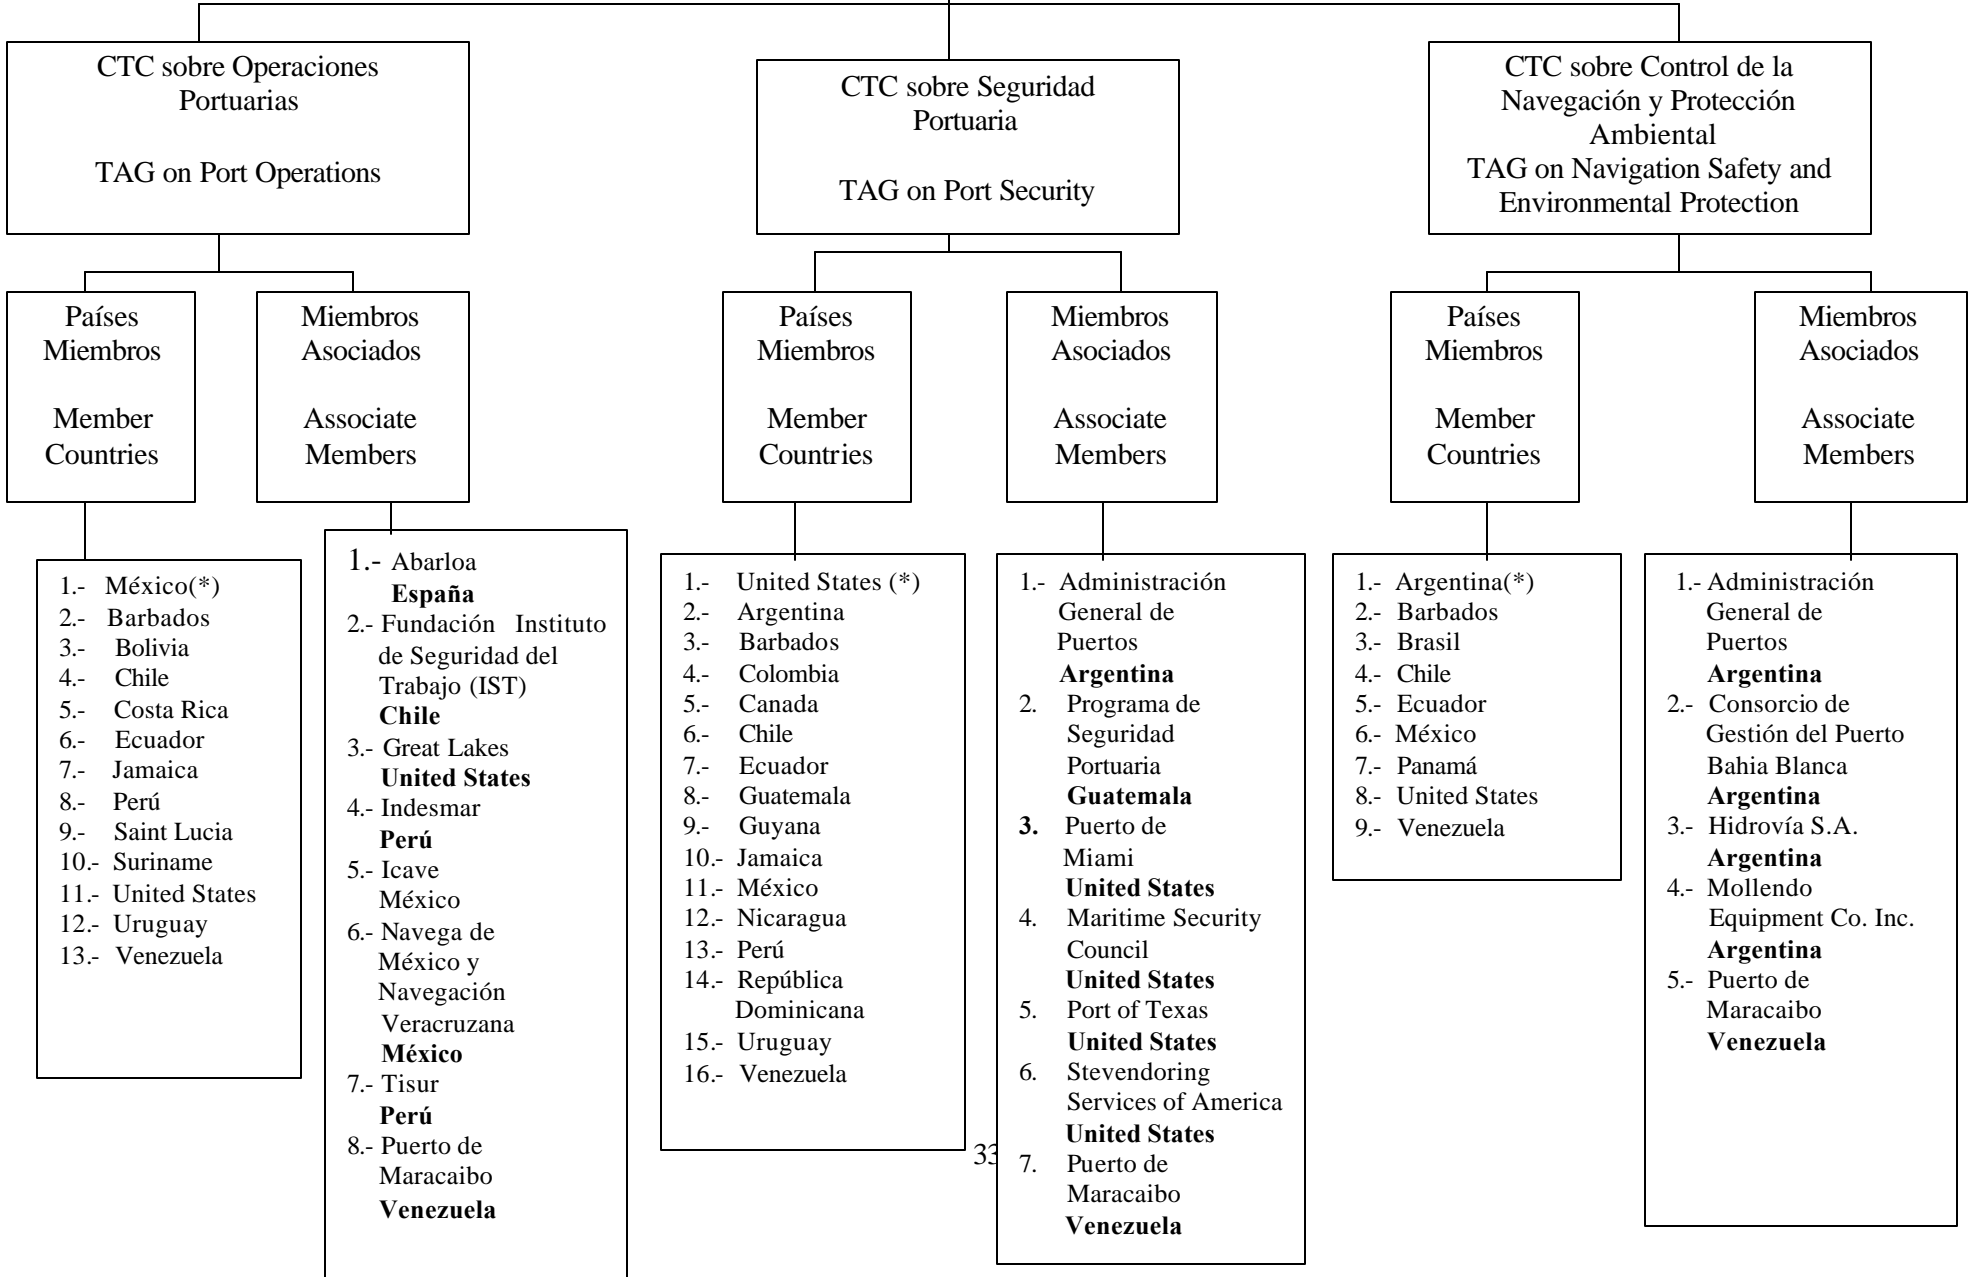 CTC sobre Operaciones
Portuarias
TAG on Port Operations
CTC sobre Seguridad
Portuaria
TAG on Port Security
CTC sobre Control de la
Navegación y Protección
Ambiental
TAG on Navigation Safety and
Environmental Protection
Países
Miembros
Member
Countries
Miembros
Asociados
Associate
Members
Países
Miembros
Member
Countries
Miembros
Asociados
Associate
Members
Países
Miembros
Member
Countries
Miembros
Asociados
Associate
Members
1.- México(*)
2.- Barbados
3.- Bolivia
4.- Chile
5.- Costa Rica
6.- Ecuador
7.- Jamaica
8.- Perú
9.- Saint Lucia
10.- Suriname
11.- United States
12.- Uruguay
13.- Venezuela
1.- Abarloa
España
2.- Fundación Instituto
de Seguridad del
Trabajo (IST)
Chile
3.- Great Lakes
United States
4.- Indesmar
Perú
5.- Icave
México
6.- Navega de
México y
Navegación
Veracruzana
México
7.- Tisur
Perú
8.- Puerto de
Maracaibo
Venezuela
1.- United States (*)
2.- Argentina
3.- Barbados
4.- Colombia
5.- Canada
6.- Chile
7.- Ecuador
8.- Guatemala
9.- Guyana
10.- Jamaica
11.- México
12.- Nicaragua
13.- Perú
14.- República
Dominicana
15.- Uruguay
16.- Venezuela
1.- Administración
General de
Puertos
Argentina
2. Programa de
Seguridad
Portuaria
Guatemala
3. Puerto de
Miami
United States
4. Maritime Security
Council
United States
5. Port of Texas
United States
6. Stevendoring
Services of America
United States
7. Puerto de
Maracaibo
Venezuela
1.- Argentina(*)
2.- Barbados
3.- Brasil
4.- Chile
5.- Ecuador
6.- México
7.- Panamá
8.- United States
9.- Venezuela
1.- Administración
General de
Puertos
Argentina
2.- Consorcio de
Gestión del Puerto
Bahia Blanca
Argentina
3.- Hidrovía S.A.
Argentina
4.- Mollendo
Equipment Co. Inc.
Argentina
5.- Puerto de
Maracaibo
Venezuela